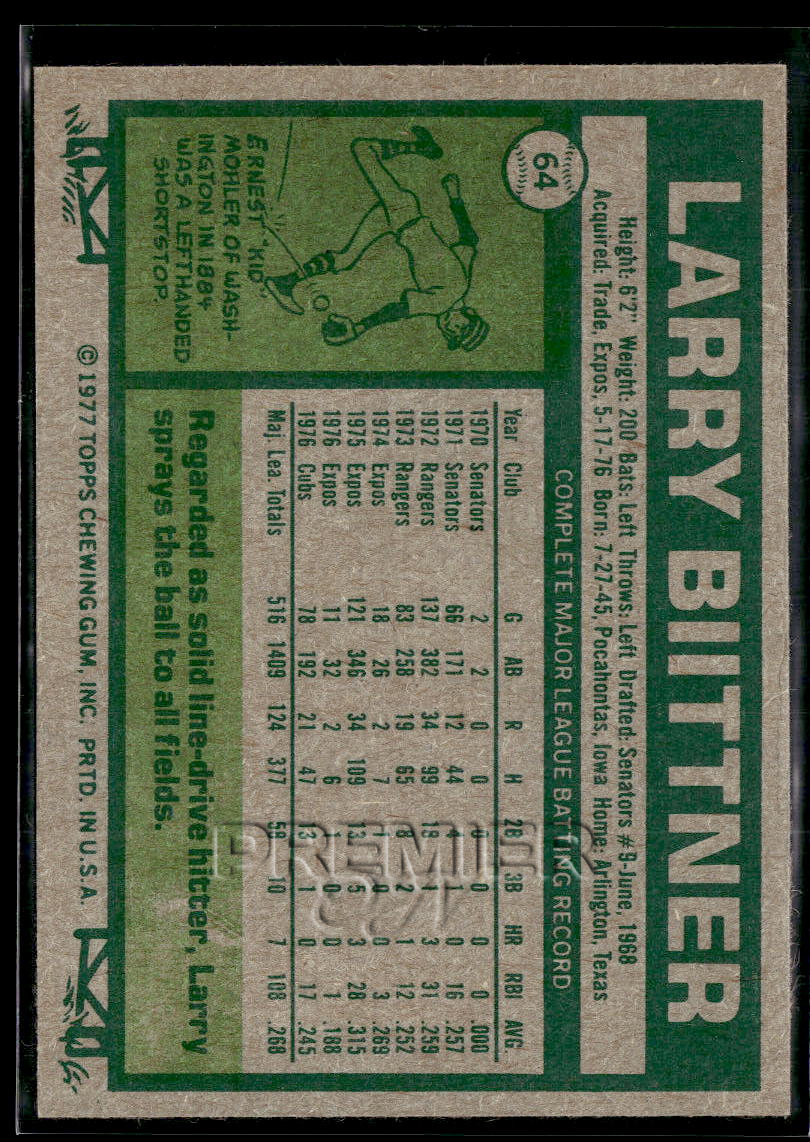 64
LARRY BIITTNER
Height: 6'2" Weight: 200 Bats: Left Throws: Left Drafted: Senators #9-June, 1968
Acquired: Trade, Expos, 5-17-76 Born: 7-27-45, Pocahontas, Iowa Home: Arlington, Texas
COMPLETE MAJOR LEAGUE BATTING RECORD
Year Club G AB R H 2B 3B HR RBI AVG.
1970 Senators 2 2 0 0 0 0 0 0 .000
1971 Senators 66 171 12 44 4 1 0 16 .257
1972 Rangers 137 382 34 99 18 1 3 31 .259
1973 Rangers 83 258 19 65 8 2 1 12 .252
1974 Expos 18 26 2 7 1 0 0 3 .269
1975 Expos 121 346 34 109 13 5 3 28 .315
1976 Expos 11 32 2 6 1 0 0 1 .188
1976 Cubs 78 192 21 47 13 1 0 17 .245
Maj. Lea. Totals 516 1409 124 377 58 10 7 108 .268
ERNEST "KID"
MOHLER OF WASH-
INGTON IN 1884
WAS A LEFTHANDED
SHORTSTOP.
Regarded as solid line-drive hitter, Larry
sprays the ball to all fields.
© 1977 TOPPS CHEWING GUM, INC. PRTD. IN U.S.A.
PREMIER